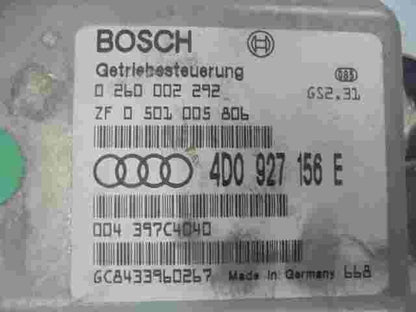 BOSCH
Getriebesteuerung
0 260 002 292 GS2.31
ZF 0 501 005 806
4D0 927 156 E
004 397C4040
GC8433960267 Made in Germany 668